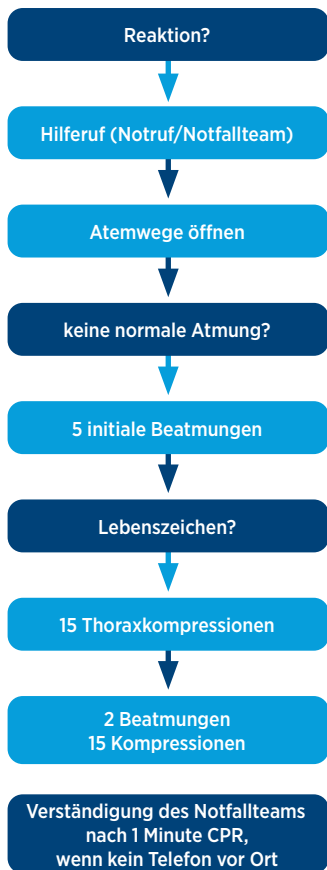 Reaktion?
Hilferuf (Notruf/Notfallteam)
Atemwege öffnen
keine normale Atmung?
5 initiale Beatmungen
Lebenszeichen?
15 Thoraxkompressionen
2 Beatmungen
15 Kompressionen
Verständigung des Notfallteams
nach 1 Minute CPR,
wenn kein Telefon vor Ort